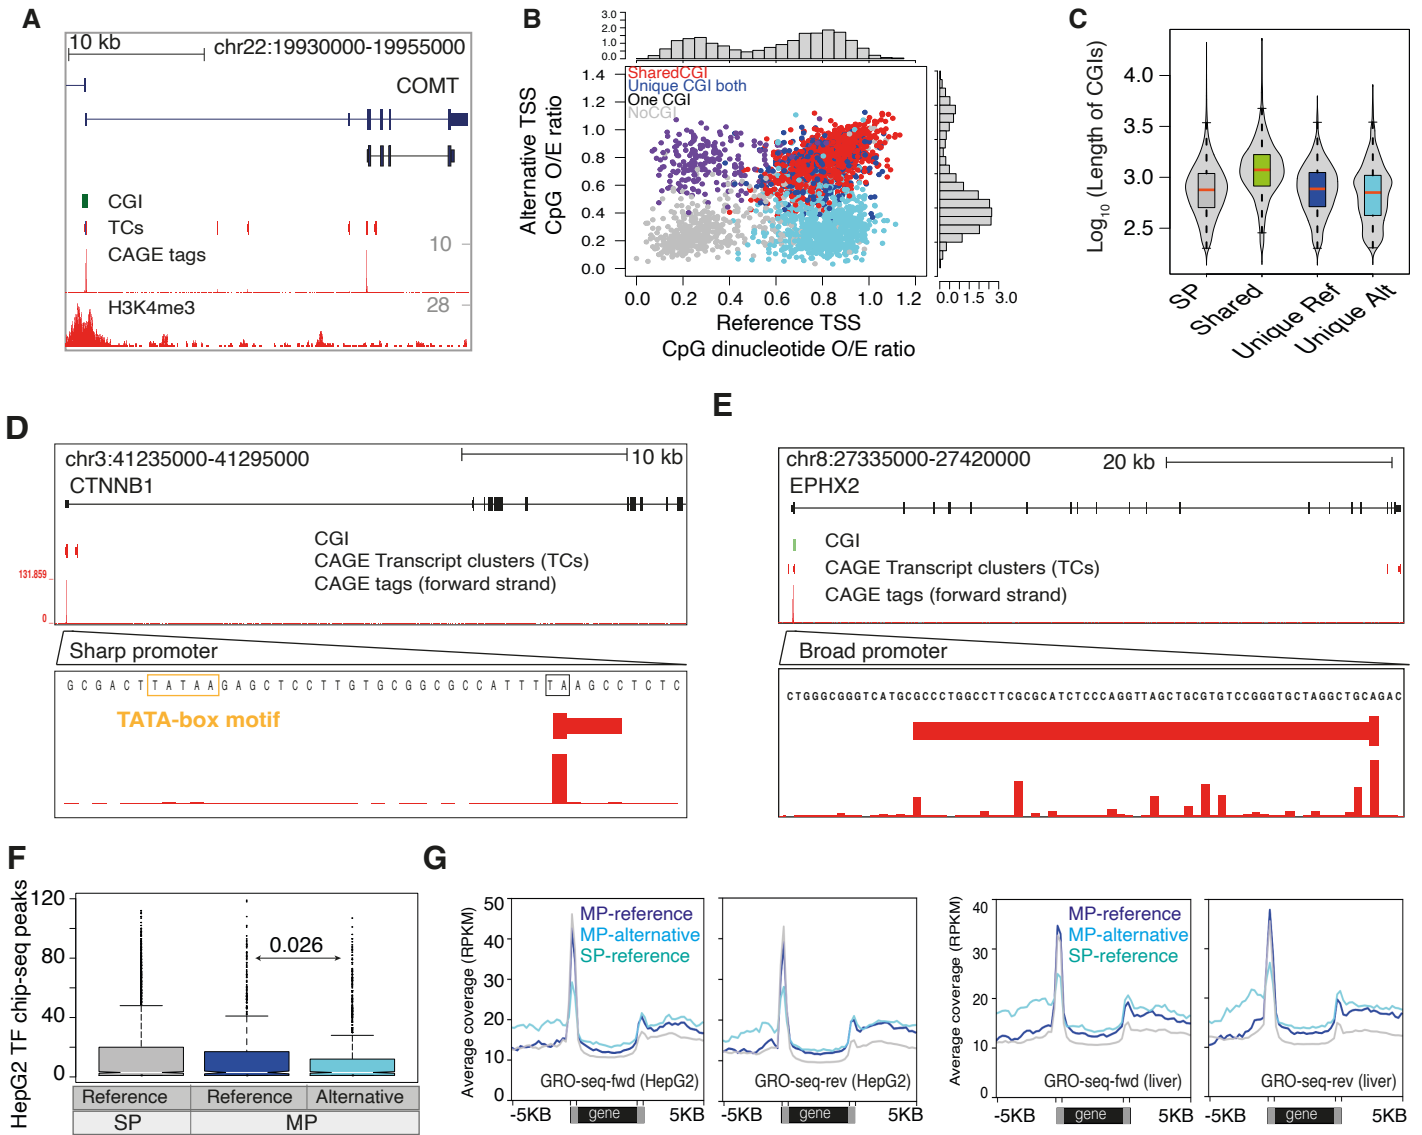 A
10 kb
chr22:19930000-19955000
COMT
CGI
TCs
10
CAGE tags
H3K4me3
28
B
3.0
2.0
1.0
0.0
SharedCGI
Unique CGI both
One CGI
NoCGI
Alternative TSS
CpG O/E ratio
1.4
1.2
1.0
0.8
0.6
0.4
0.2
0.0
0.0 0.2 0.4 0.6 0.8 1.0 1.2
0.0 1.5 3.0
Reference TSS
CpG dinucleotide O/E ratio
C
Log10 (Length of CGIs)
4.0
3.5
3.0
2.5
SP
Shared
Unique Ref
Unique Alt
D
chr3:41235000-41295000
10 kb
CTNNB1
CGI
CAGE Transcript clusters (TCs)
CAGE tags (forward strand)
131.859
0
Sharp promoter
G C G A C T T A T A A G A G C T C C T T G T G C G G C G C C A T T T T A A G C C T C T C
TATA-box motif
E
chr8:27335000-27420000
20 kb
EPHX2
CGI
CAGE Transcript clusters (TCs)
CAGE tags (forward strand)
Broad promoter
CTGGGCGGGTCATGCGCCCTGGCCTTCGCGCATCTCCCAGGTTAGCTGCGTGTCCGGGTGCTAGGCTGCAGAC
F
HepG2 TF chip-seq peaks
120
80
40
0
0.026
Reference Reference Alternative
SP MP
G
Average coverage (RPKM)
50
40
30
20
10
0
MP-reference
MP-alternative
SP-reference
GRO-seq-fwd (HepG2)
-5KB gene 5KB
GRO-seq-rev (HepG2)
-5KB gene 5KB
Average coverage (RPKM)
40
30
20
10
0
MP-reference
MP-alternative
SP-reference
GRO-seq-fwd (liver)
-5KB gene 5KB
GRO-seq-rev (liver)
-5KB gene 5KB